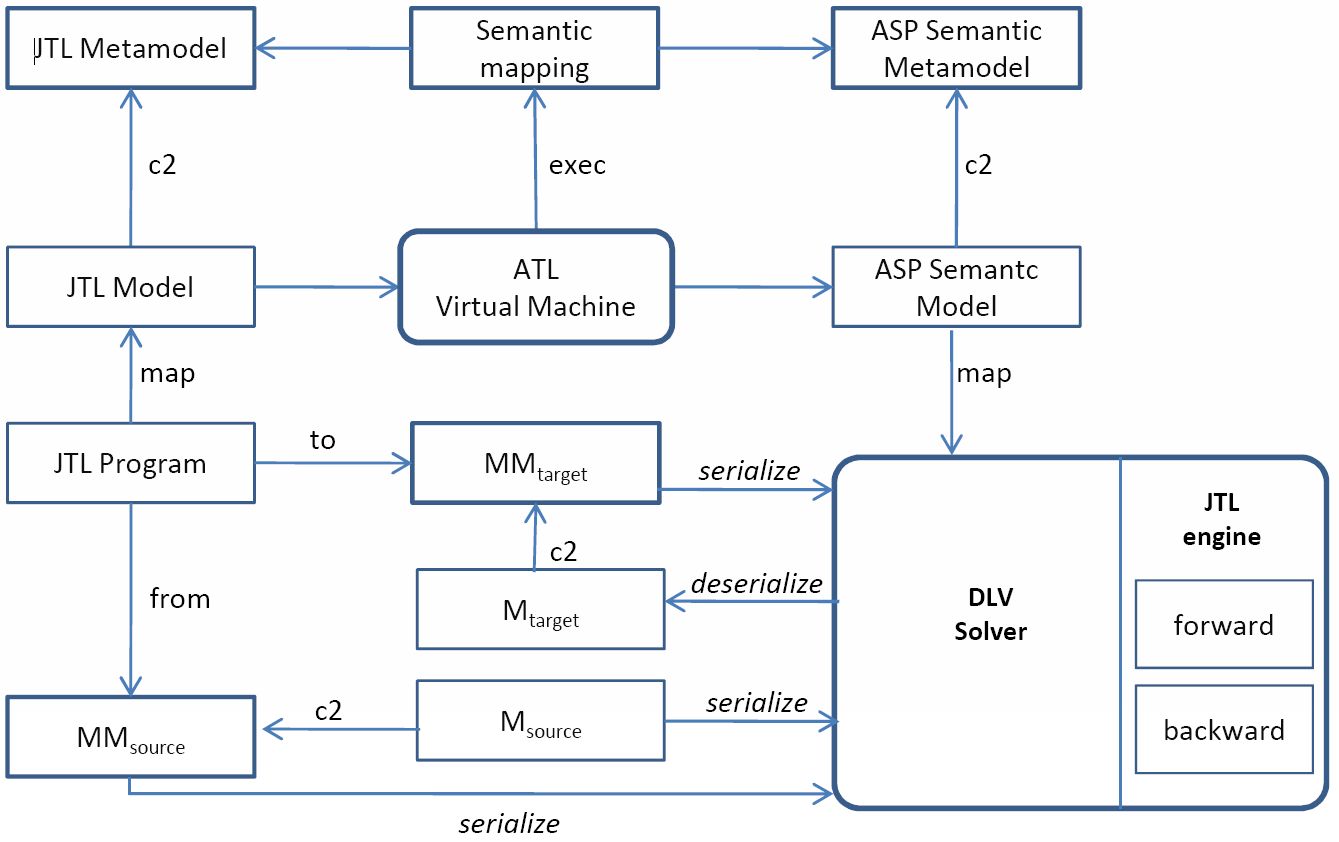 JTL Metamodel
Semantic
mapping
ASP Semantic
Metamodel
c2
exec
c2
JTL Model
ATL
Virtual Machine
ASP Semantc
Model
map
map
JTL Program
to
MMtarget
serialize
JTL
engine
c2
from
deserialize
Mtarget
DLV
Solver
forward
MMsource
c2
Msource
serialize
backward
serialize